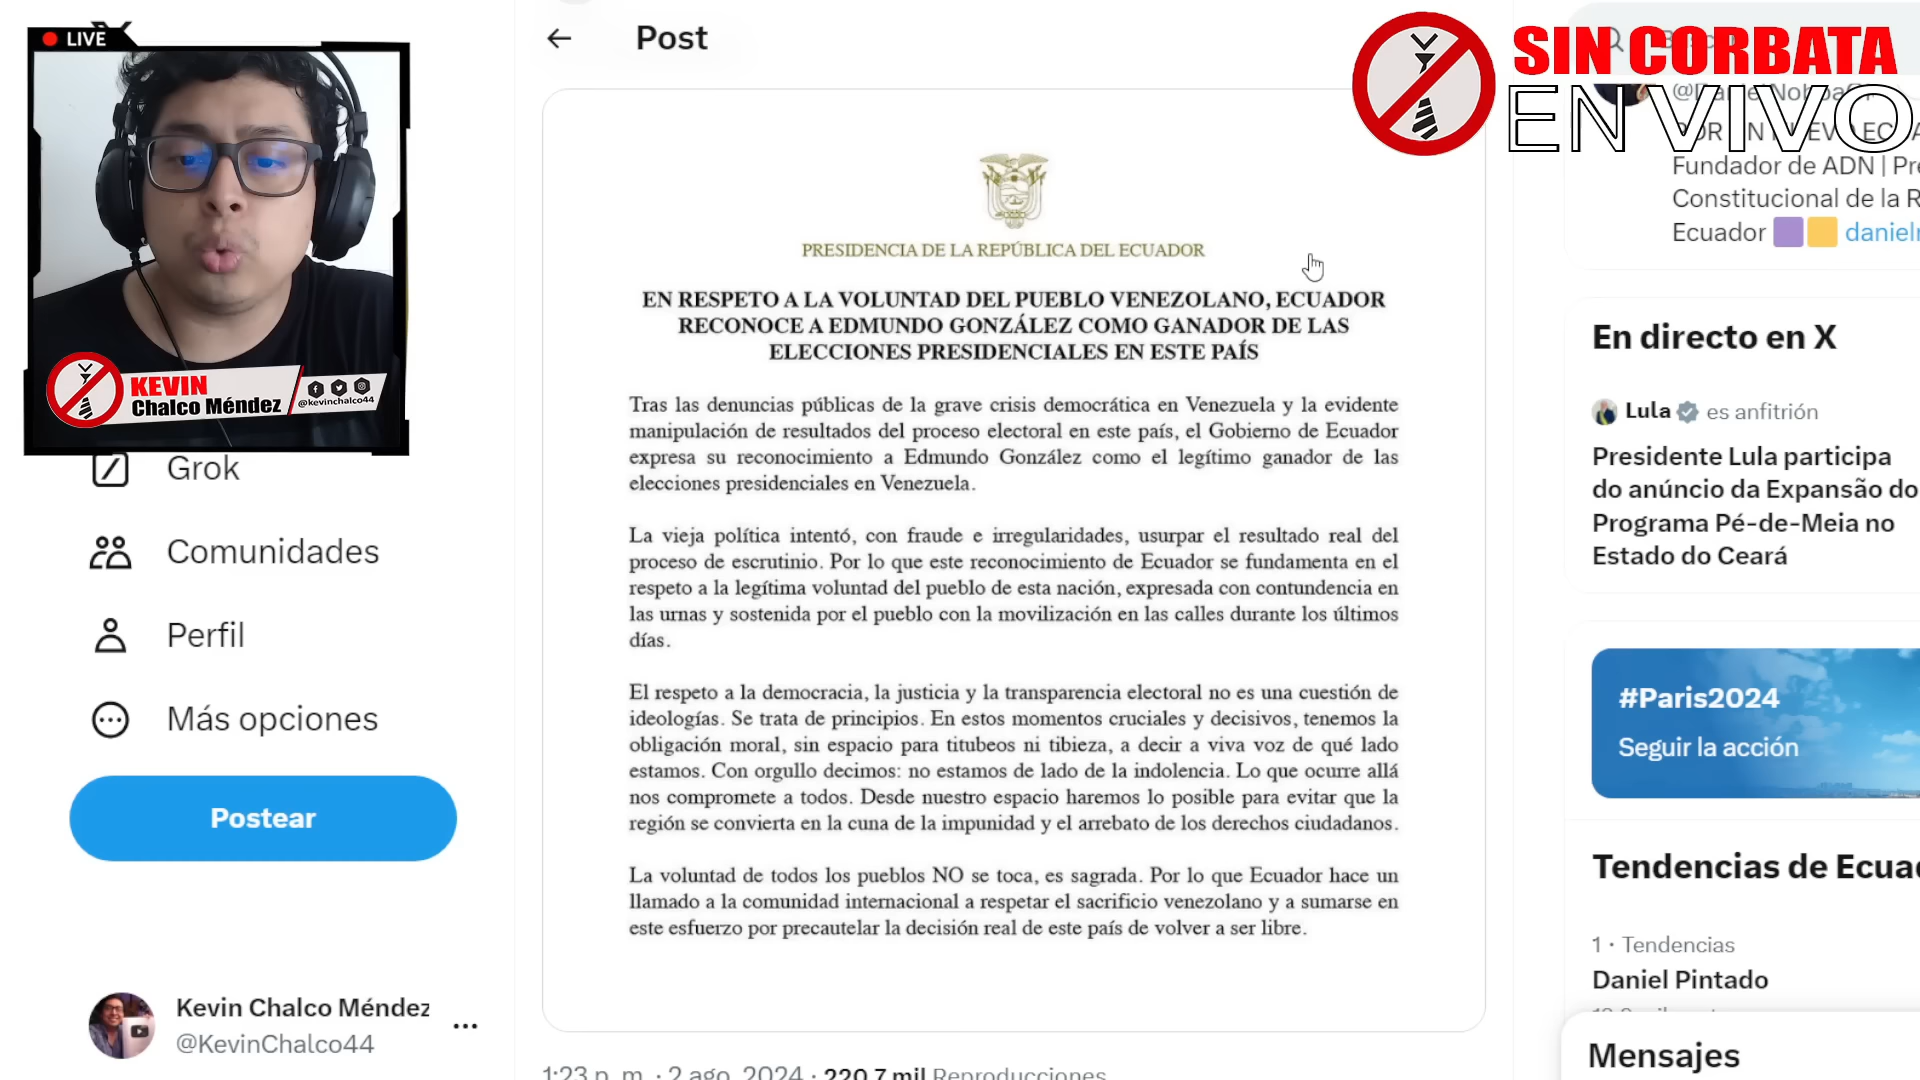 LIVE
KEVIN
Chalco Méndez
@kevinchalco44
Grok
Comunidades
Perfil
Más opciones
Postear
Kevin Chalco Méndez
@KevinChalco44
Post
PRESIDENCIA DE LA REPÚBLICA DEL ECUADOR
EN RESPETO A LA VOLUNTAD DEL PUEBLO VENEZOLANO, ECUADOR
RECONOCE A EDMUNDO GONZÁLEZ COMO GANADOR DE LAS
ELECCIONES PRESIDENCIALES EN ESTE PAÍS
Tras las denuncias públicas de la grave crisis democrática en Venezuela y la evidente
manipulación de resultados del proceso electoral en este país, el Gobierno de Ecuador
expresa su reconocimiento a Edmundo González como el legítimo ganador de las
elecciones presidenciales en Venezuela.
La vieja política intentó, con fraude e irregularidades, usurpar el resultado real del
proceso de escrutinio. Por lo que este reconocimiento de Ecuador se fundamenta en el
respeto a la legítima voluntad del pueblo de esta nación, expresada con contundencia en
las urnas y sostenida por el pueblo con la movilización en las calles durante los últimos
días.
El respeto a la democracia, la justicia y la transparencia electoral no es una cuestión de
ideologías. Se trata de principios. En estos momentos cruciales y decisivos, tenemos la
obligación moral, sin espacio para titubeos ni tibieza, a decir a viva voz de qué lado
estamos. Con orgullo decimos: no estamos de lado de la indolencia. Lo que ocurre allá
nos compromete a todos. Desde nuestro espacio haremos lo posible para evitar que la
región se convierta en la cuna de la impunidad y el arrebato de los derechos ciudadanos.
La voluntad de todos los pueblos NO se toca, es sagrada. Por lo que Ecuador hace un
llamado a la comunidad internacional a respetar el sacrificio venezolano y a sumarse en
este esfuerzo por precautelar la decisión real de este país de volver a ser libre.
1:23 p. m. · 2 ago. 2024 · 220,7 mil Reproducciones
SIN CORBATA
EN VIVO
Fundador de ADN | Pre
Constitucional de la R
Ecuador danieln
En directo en X
Lula es anfitrión
Presidente Lula participa
do anúncio da Expansão do
Programa Pé-de-Meia no
Estado do Ceará
#Paris2024
Seguir la acción
Tendencias de Ecuad
1 · Tendencias
Daniel Pintado
Mensajes